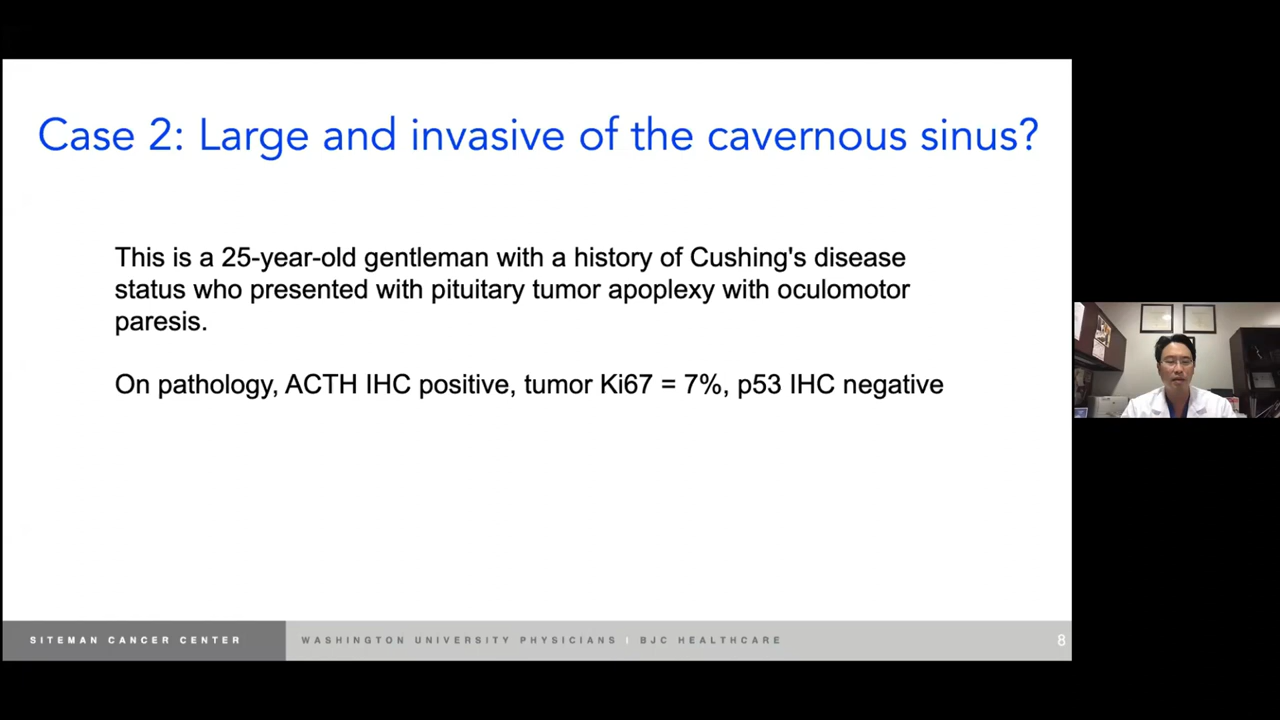 Case 2: Large and invasive of the cavernous sinus?
This is a 25-year-old gentleman with a history of Cushing's disease
status who presented with pituitary tumor apoplexy with oculomotor
paresis.
On pathology, ACTH IHC positive, tumor Ki67 = 7%, p53 IHC negative
SITEMAN CANCER CENTER
WASHINGTON UNIVERSITY PHYSICIANS | BJC HEALTHCARE
8